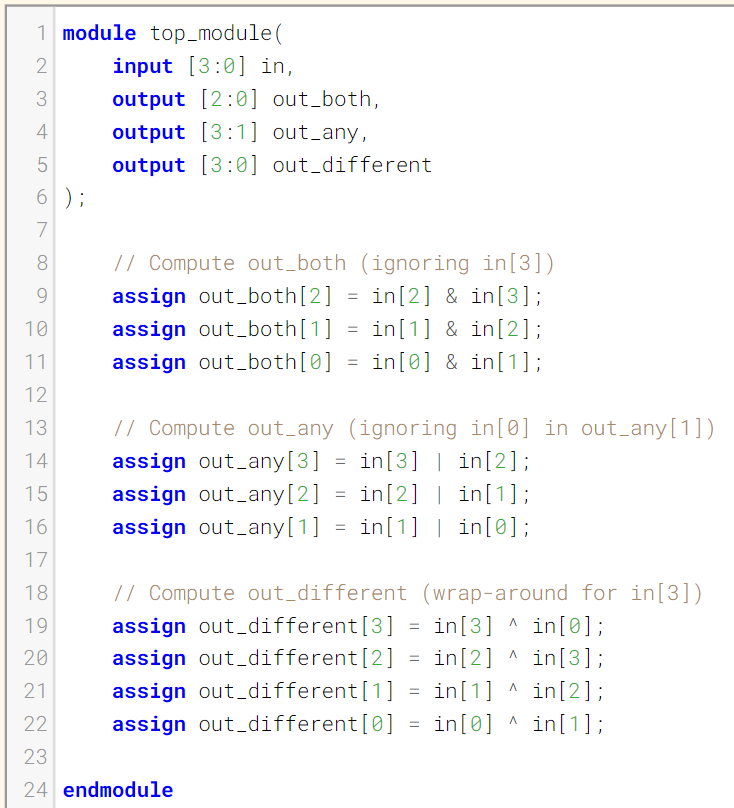 1 module top_module(
2     input [3:0] in,
3     output [2:0] out_both,
4     output [3:1] out_any,
5     output [3:0] out_different
6 );
7
8     // Compute out_both (ignoring in[3])
9     assign out_both[2] = in[2] & in[3];
10     assign out_both[1] = in[1] & in[2];
11     assign out_both[0] = in[0] & in[1];
12
13     // Compute out_any (ignoring in[0] in out_any[1])
14     assign out_any[3] = in[3] | in[2];
15     assign out_any[2] = in[2] | in[1];
16     assign out_any[1] = in[1] | in[0];
17
18     // Compute out_different (wrap-around for in[3])
19     assign out_different[3] = in[3] ^ in[0];
20     assign out_different[2] = in[2] ^ in[3];
21     assign out_different[1] = in[1] ^ in[2];
22     assign out_different[0] = in[0] ^ in[1];
23
24 endmodule